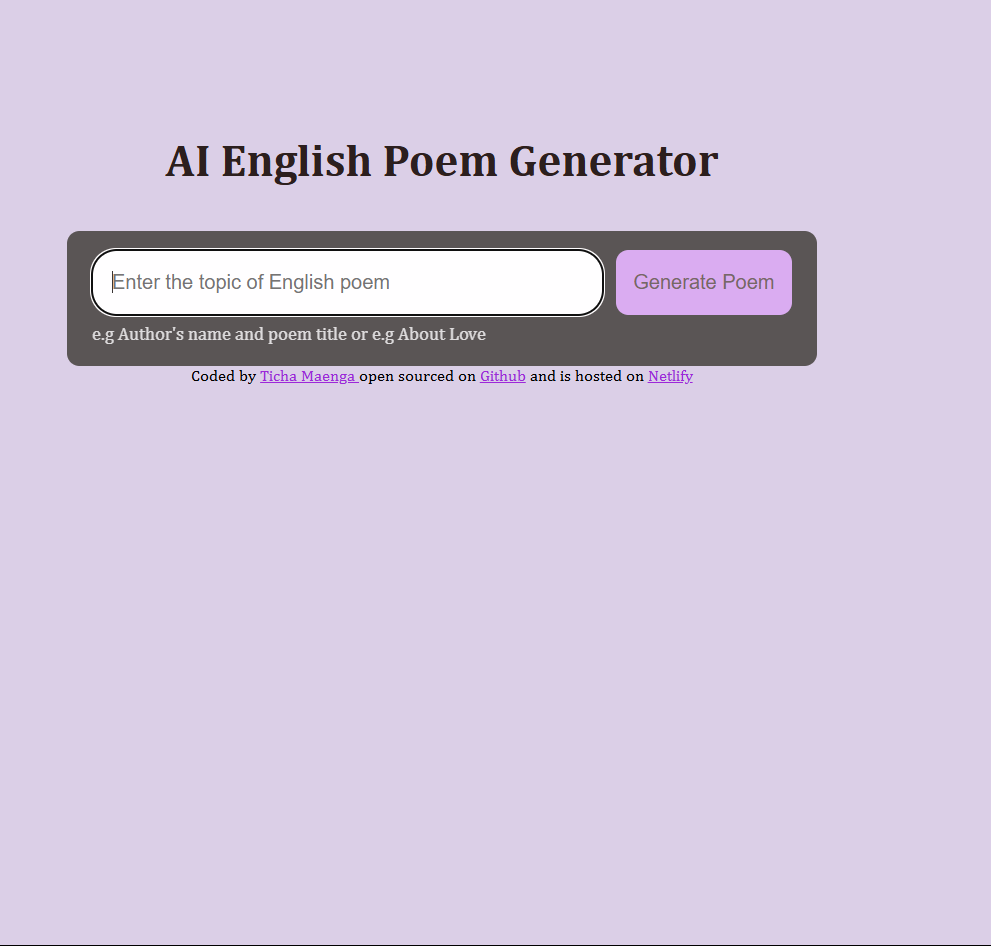 AI English Poem Generator
Enter the topic of English poem
Generate Poem
e.g Author's name and poem title or e.g About Love
Coded by Ticha Maenga open sourced on Github and is hosted on Netlify